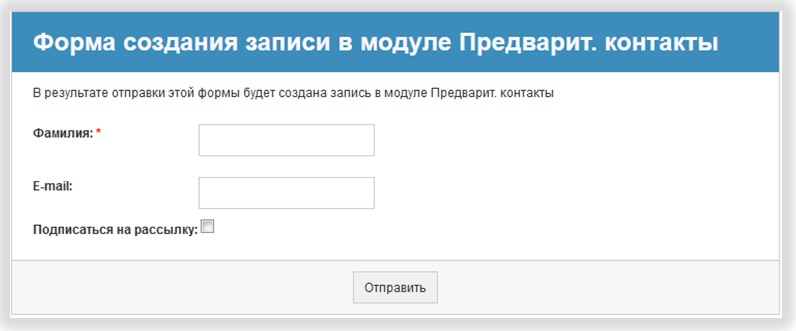 Форма создания записи в модуле Предварит. контакты
В результате отправки этой формы будет создана запись в модуле Предварит. контакты
Фамилия: *
E-mail:
Подписаться на рассылку:
Отправить